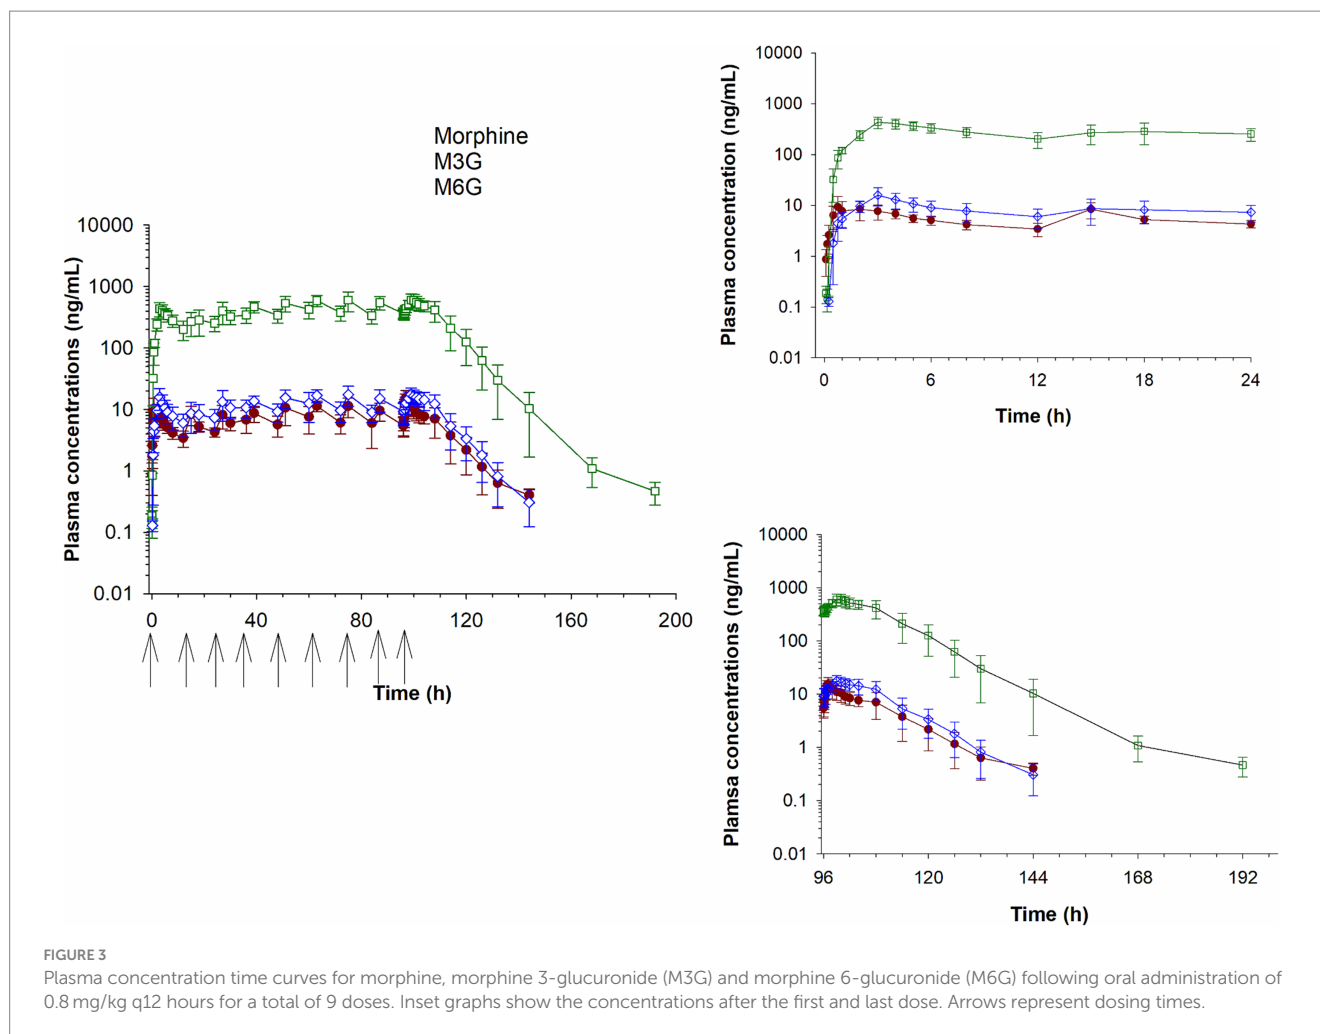 Morphine
M3G
M6G
Plasma concentrations (ng/mL)
10000
1000
100
10
1
0.1
0.01
0 40 80 120 160 200
Time (h)
Plasma concentration (ng/mL)
10000
1000
100
10
1
0.1
0.01
0 6 12 18 24
Time (h)
Plamsa concentrations (ng/mL)
10000
1000
100
10
1
0.1
0.01
96 120 144 168 192
Time (h)
FIGURE 3
Plasma concentration time curves for morphine, morphine 3-glucuronide (M3G) and morphine 6-glucuronide (M6G) following oral administration of
0.8 mg/kg q12 hours for a total of 9 doses. Inset graphs show the concentrations after the first and last dose. Arrows represent dosing times.